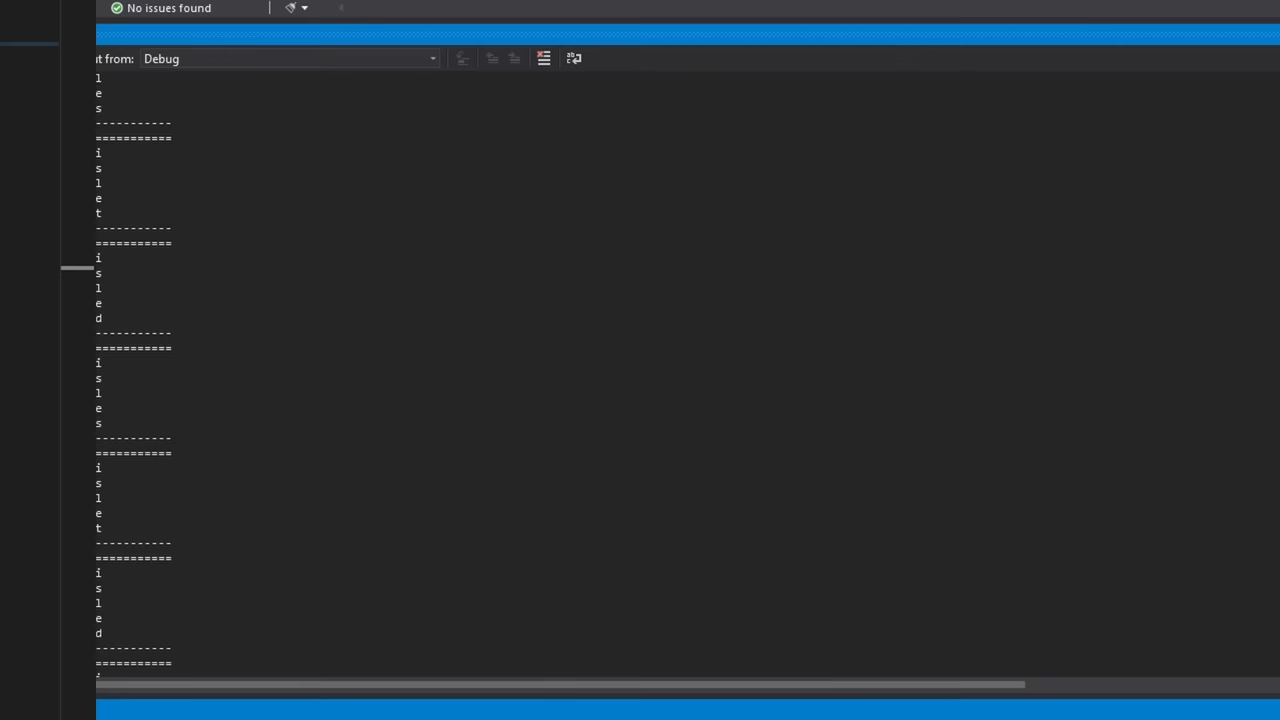 No issues found
ut from: Debug
l
e
s
-----------
===========
i
s
l
e
t
-----------
===========
i
s
l
e
d
-----------
===========
i
s
l
e
s
-----------
===========
i
s
l
e
t
-----------
===========
i
s
l
e
d
-----------
===========
i